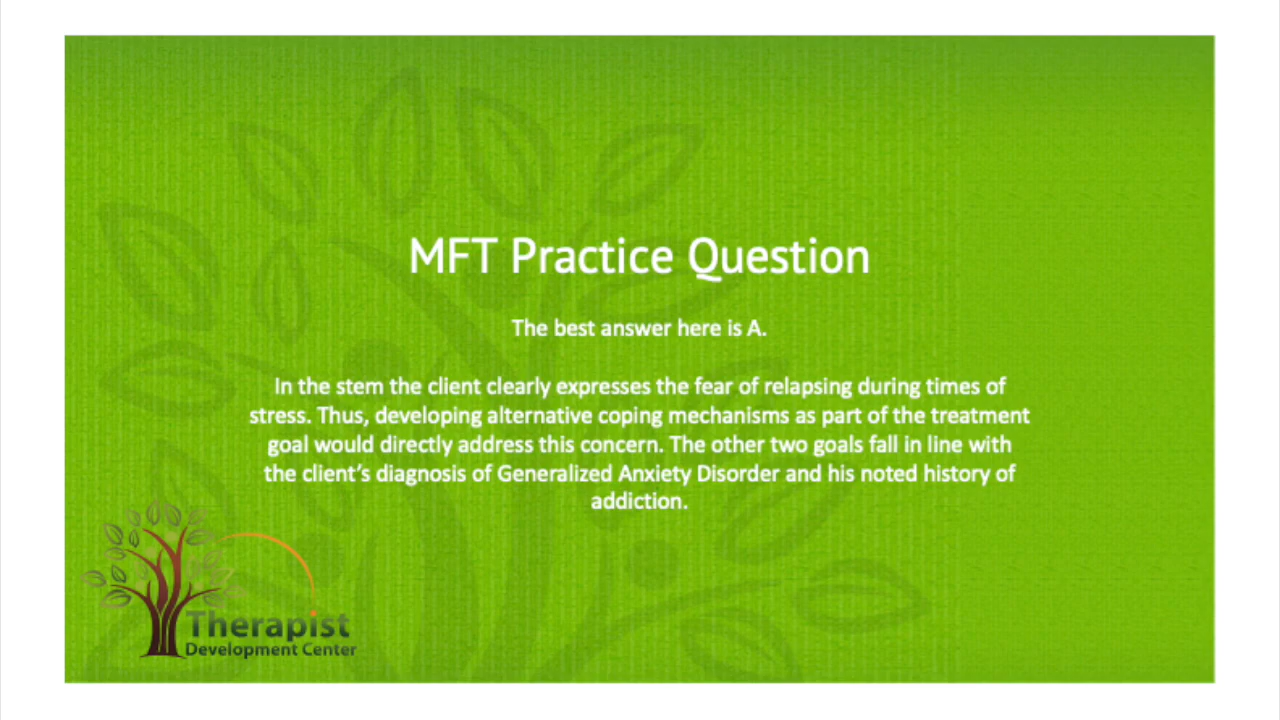 MFT Practice Question
The best answer here is A.
In the stem the client clearly expresses the fear of relapsing during times of
stress. Thus, developing alternative coping mechanisms as part of the treatment
goal would directly address this concern. The other two goals fall in line with
the client’s diagnosis of Generalized Anxiety Disorder and his noted history of
addiction.
Therapist
Development Center